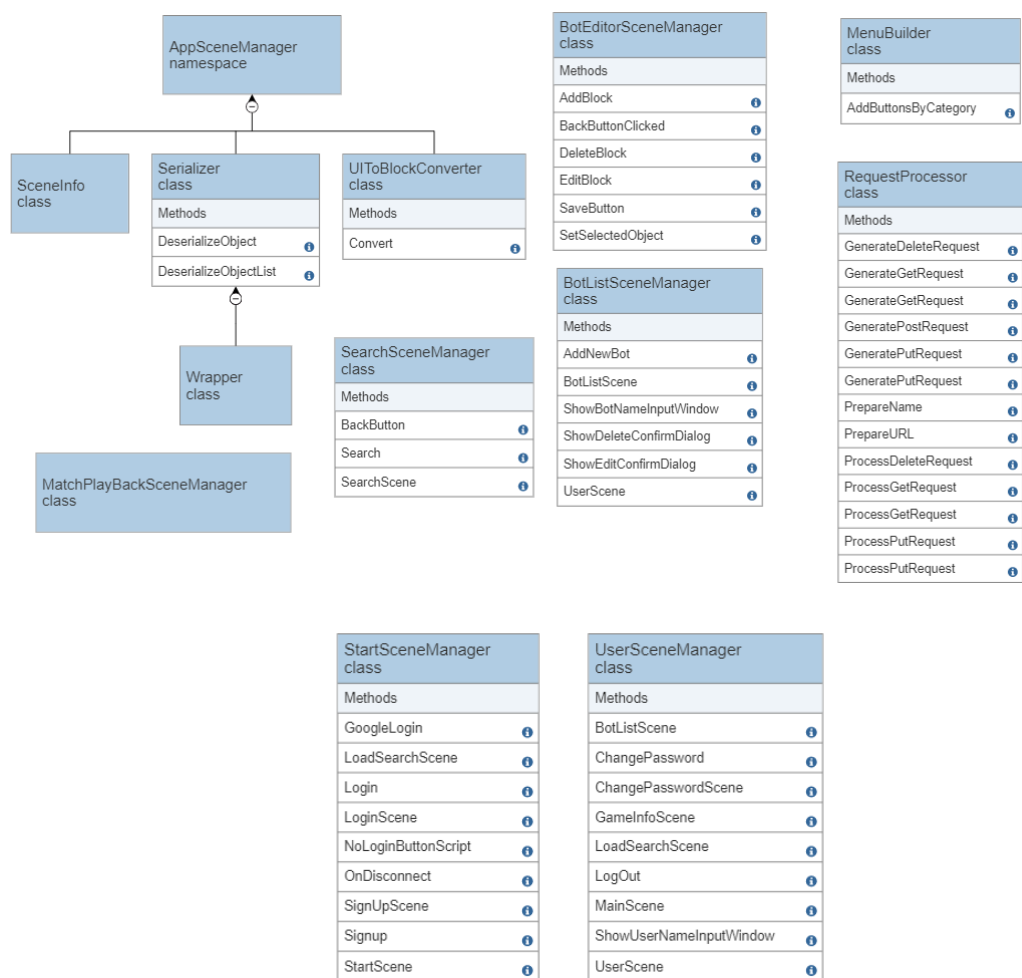 AppSceneManager
namespace
SceneInfo
class
Serializer
class
Methods
DeserializeObject
DeserializeObjectList
UIToBlockConverter
class
Methods
Convert
Wrapper
class
MatchPlayBackSceneManager
class
SearchSceneManager
class
Methods
BackButton
Search
SearchScene
BotEditorSceneManager
class
Methods
AddBlock
BackButtonClicked
DeleteBlock
EditBlock
SaveButton
SetSelectedObject
BotListSceneManager
class
Methods
AddNewBot
BotListScene
ShowBotNameInputWindow
ShowDeleteConfirmDialog
ShowEditConfirmDialog
UserScene
MenuBuilder
class
Methods
AddButtonsByCategory
RequestProcessor
class
Methods
GenerateDeleteRequest
GenerateGetRequest
GenerateGetRequest
GeneratePostRequest
GeneratePutRequest
GeneratePutRequest
PrepareName
PrepareURL
ProcessDeleteRequest
ProcessGetRequest
ProcessGetRequest
ProcessPutRequest
ProcessPutRequest
StartSceneManager
class
Methods
GoogleLogin
LoadSearchScene
Login
LoginScene
NoLoginButtonScript
OnDisconnect
SignUpScene
Signup
StartScene
UserSceneManager
class
Methods
BotListScene
ChangePassword
ChangePasswordScene
GameInfoScene
LoadSearchScene
LogOut
MainScene
ShowUserNameInputWindow
UserScene